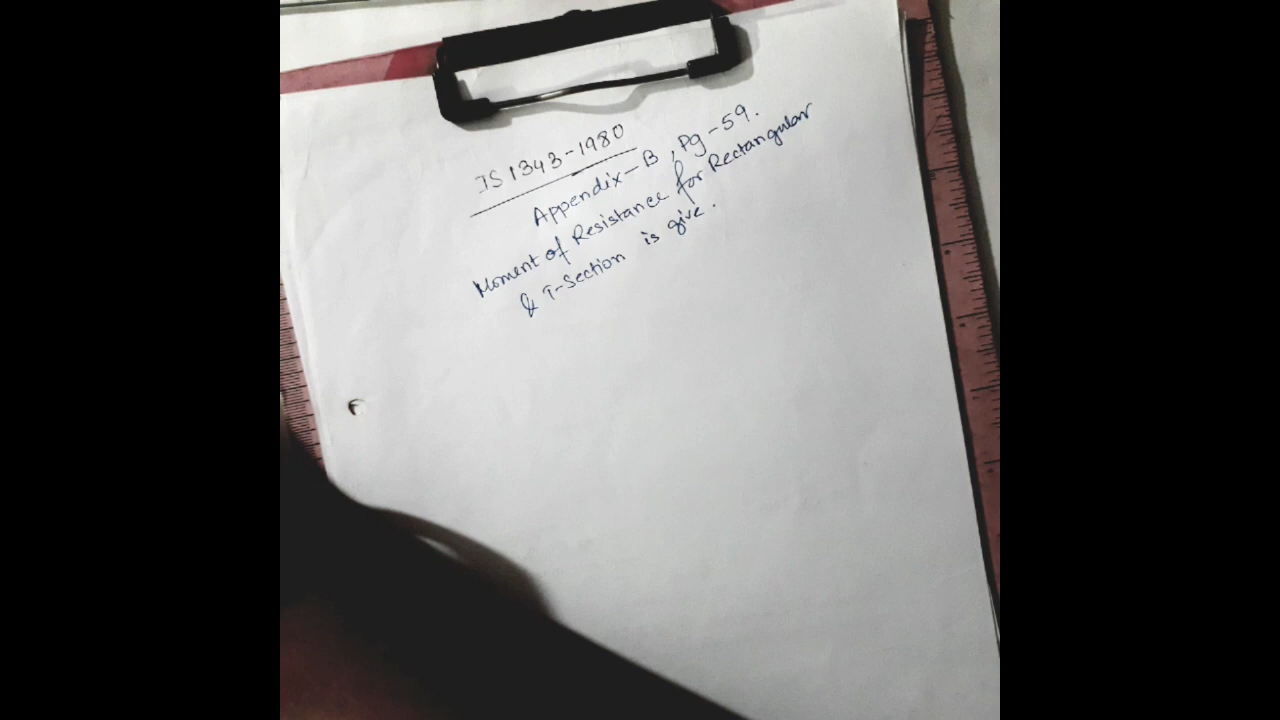 IS 1343-1980
Appendix-B, Pg-59.
Moment of Resistance for Rectangular
& T-Section is give.